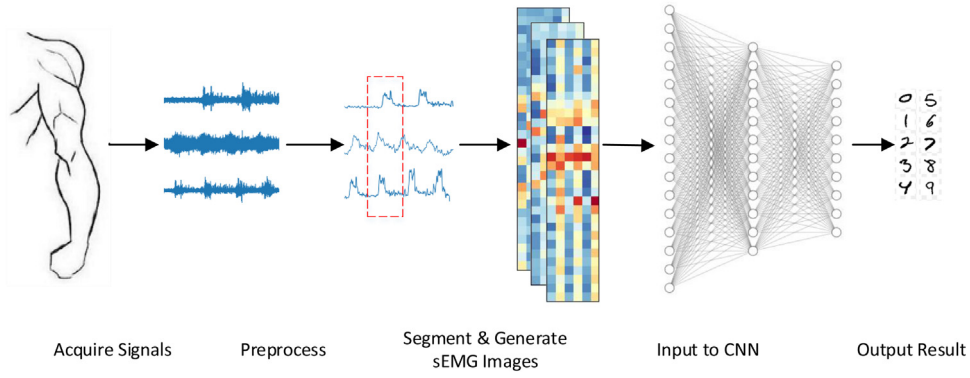 0 5
1 6
2 7
3 8
4 9
Acquire Signals
Preprocess
Segment & Generate
sEMG Images
Input to CNN
Output Result